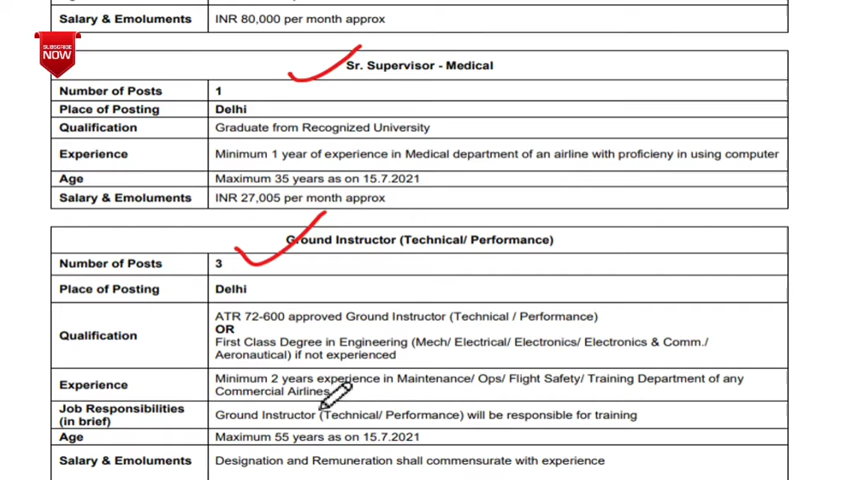 Salary & Emoluments INR 80,000 per month approx
SUBSCRIBE
NOW
Sr. Supervisor - Medical
Number of Posts 1
Place of Posting Delhi
Qualification Graduate from Recognized University
Experience Minimum 1 year of experience in Medical department of an airline with proficieny in using computer
Age Maximum 35 years as on 15.7.2021
Salary & Emoluments INR 27,005 per month approx
Ground Instructor (Technical/ Performance)
Number of Posts 3
Place of Posting Delhi
Qualification ATR 72-600 approved Ground Instructor (Technical / Performance)
OR
First Class Degree in Engineering (Mech/ Electrical/ Electronics/ Electronics & Comm./
Aeronautical) if not experienced
Experience Minimum 2 years experience in Maintenance/ Ops/ Flight Safety/ Training Department of any
Commercial Airlines
Job Responsibilities
(in brief) Ground Instructor (Technical/ Performance) will be responsible for training
Age Maximum 55 years as on 15.7.2021
Salary & Emoluments Designation and Remuneration shall commensurate with experience